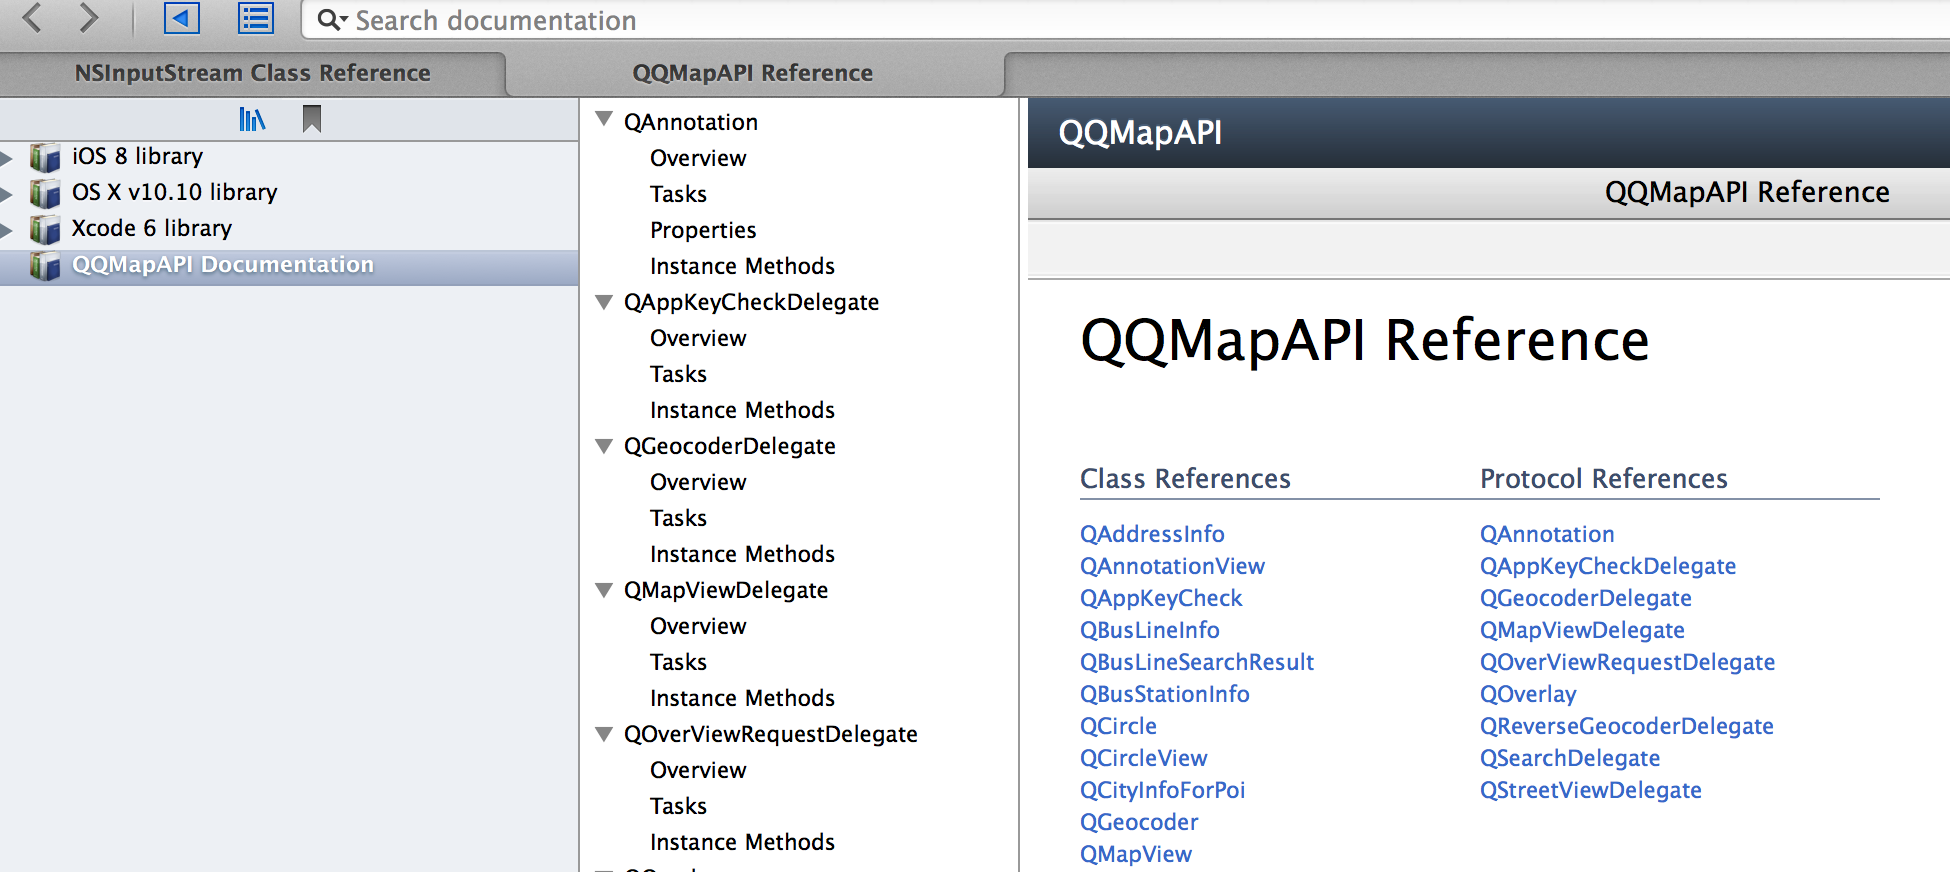 Search documentation
NSInputStream Class Reference
QQMapAPI Reference
iOS 8 library
OS X v10.10 library
Xcode 6 library
QQMapAPI Documentation
QAnnotation
Overview
Tasks
Properties
Instance Methods
QAppKeyCheckDelegate
Overview
Tasks
Instance Methods
QGeocoderDelegate
Overview
Tasks
Instance Methods
QMapViewDelegate
Overview
Tasks
Instance Methods
QOverViewRequestDelegate
Overview
Tasks
Instance Methods
QQMapAPI
QQMapAPI Reference
QQMapAPI Reference
Class References
QAddressInfo
QAnnotationView
QAppKeyCheck
QBusLineInfo
QBusLineSearchResult
QBusStationInfo
QCircle
QCircleView
QCityInfoForPoi
QGeocoder
QMapView
Protocol References
QAnnotation
QAppKeyCheckDelegate
QGeocoderDelegate
QMapViewDelegate
QOverViewRequestDelegate
QOverlay
QReverseGeocoderDelegate
QSearchDelegate
QStreetViewDelegate